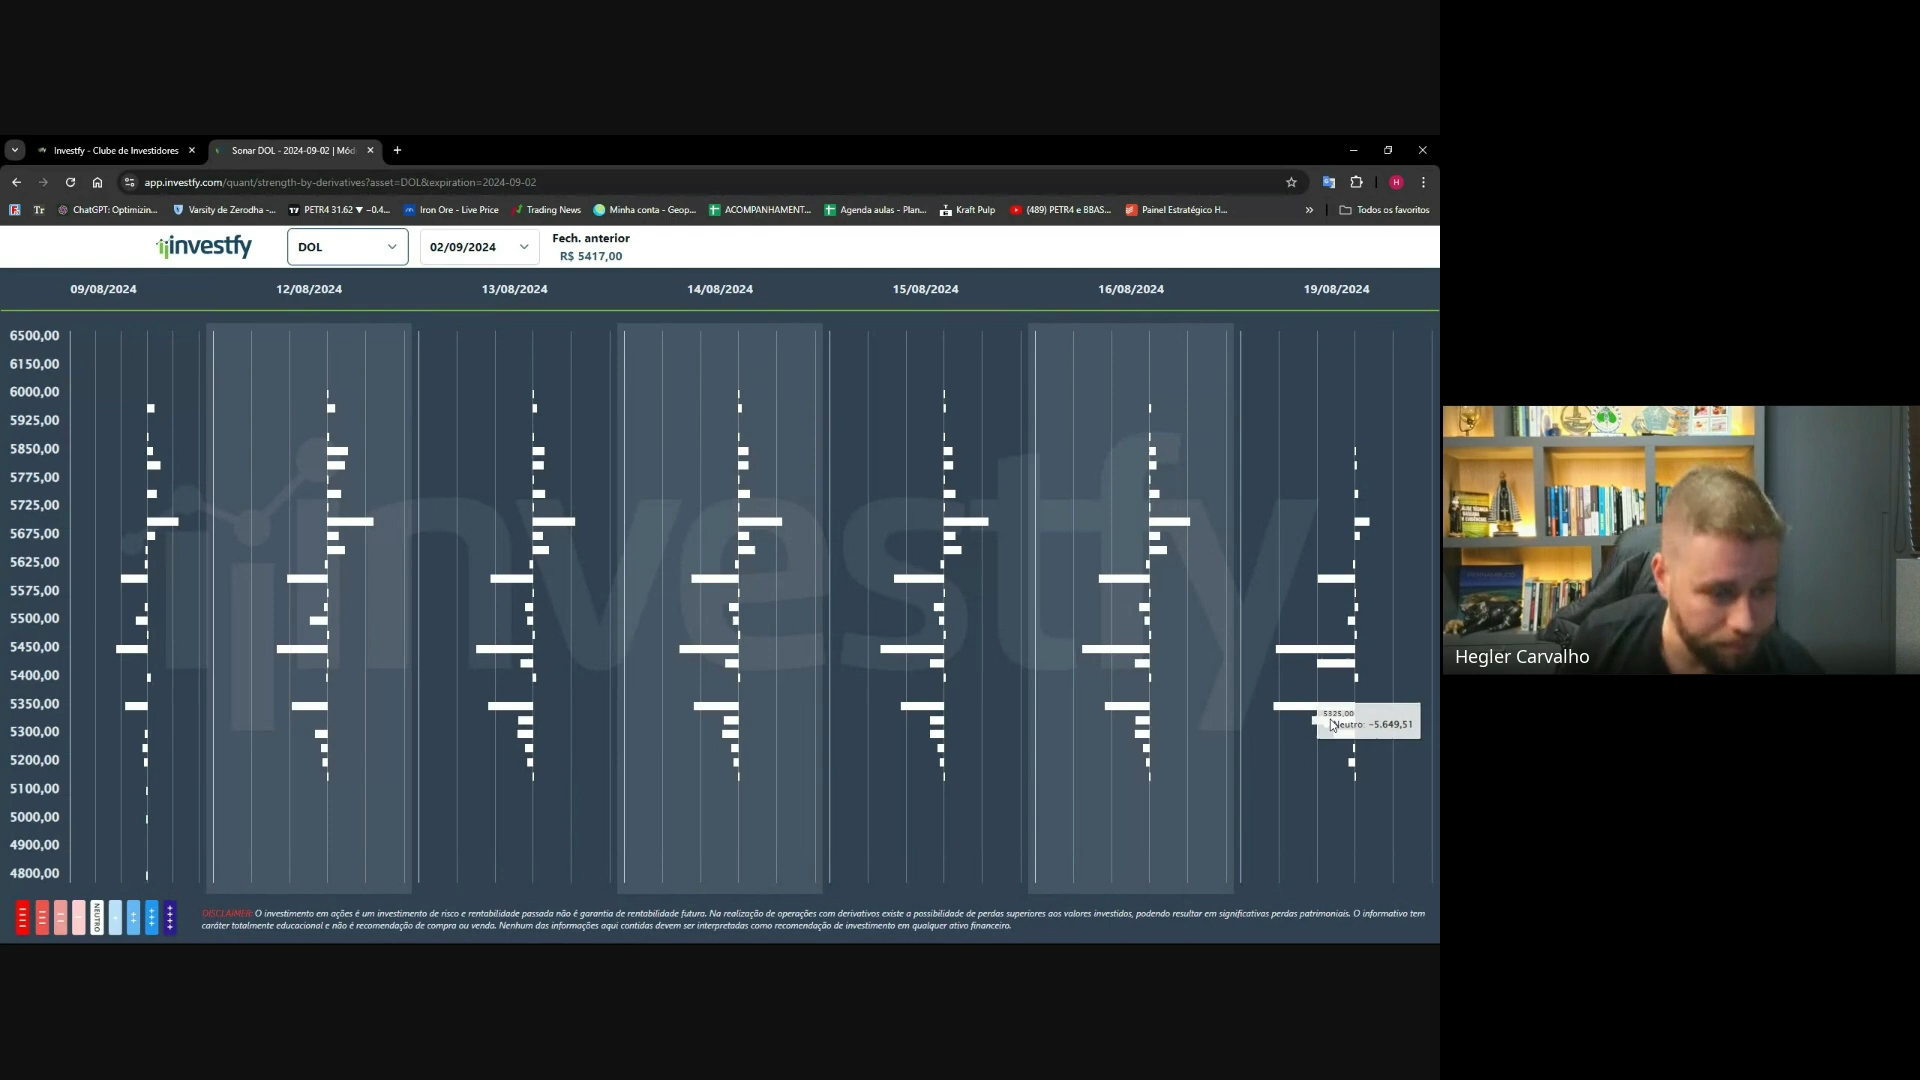 Investfy - Clube de Investidores
Sonar DOL - 2024-09-02 | Mód
app.investfy.com/quant/strength-by-derivatives?asset=DOL&expiration=2024-09-02
Tr
ChatGPT: Optimizin...
Varsity de Zerodha -...
PETR4 31.62 ▼ −0.4...
Iron Ore - Live Price
Trading News
Minha conta - Geop...
ACOMPANHAMENT...
Agenda aulas - Plan...
Kraft Pulp
(489) PETR4 e BBAS...
Painel Estratégico H...
»
Todos os favoritos
investfy
DOL
02/09/2024
Fech. anterior
R$ 5417,00
09/08/2024
12/08/2024
13/08/2024
14/08/2024
15/08/2024
16/08/2024
19/08/2024
6500,00
6150,00
6000,00
5925,00
5850,00
5775,00
5725,00
5675,00
5625,00
5575,00
5500,00
5450,00
5400,00
5350,00
5300,00
5200,00
5100,00
5000,00
4900,00
4800,00
investfy
5325,00
Neutro: −5.649,51
NEUTRO
DISCLAIMER: O investimento em ações é um investimento de risco e rentabilidade passada não é garantia de rentabilidade futura. Na realização de operações com derivativos existe a possibilidade de perdas superiores aos valores investidos, podendo resultar em significativas perdas patrimoniais. O informativo tem
caráter totalmente educacional e não é recomendação de compra ou venda. Nenhum das informações aqui contidas devem ser interpretadas como recomendação de investimento em qualquer ativo financeiro.
Hegler Carvalho